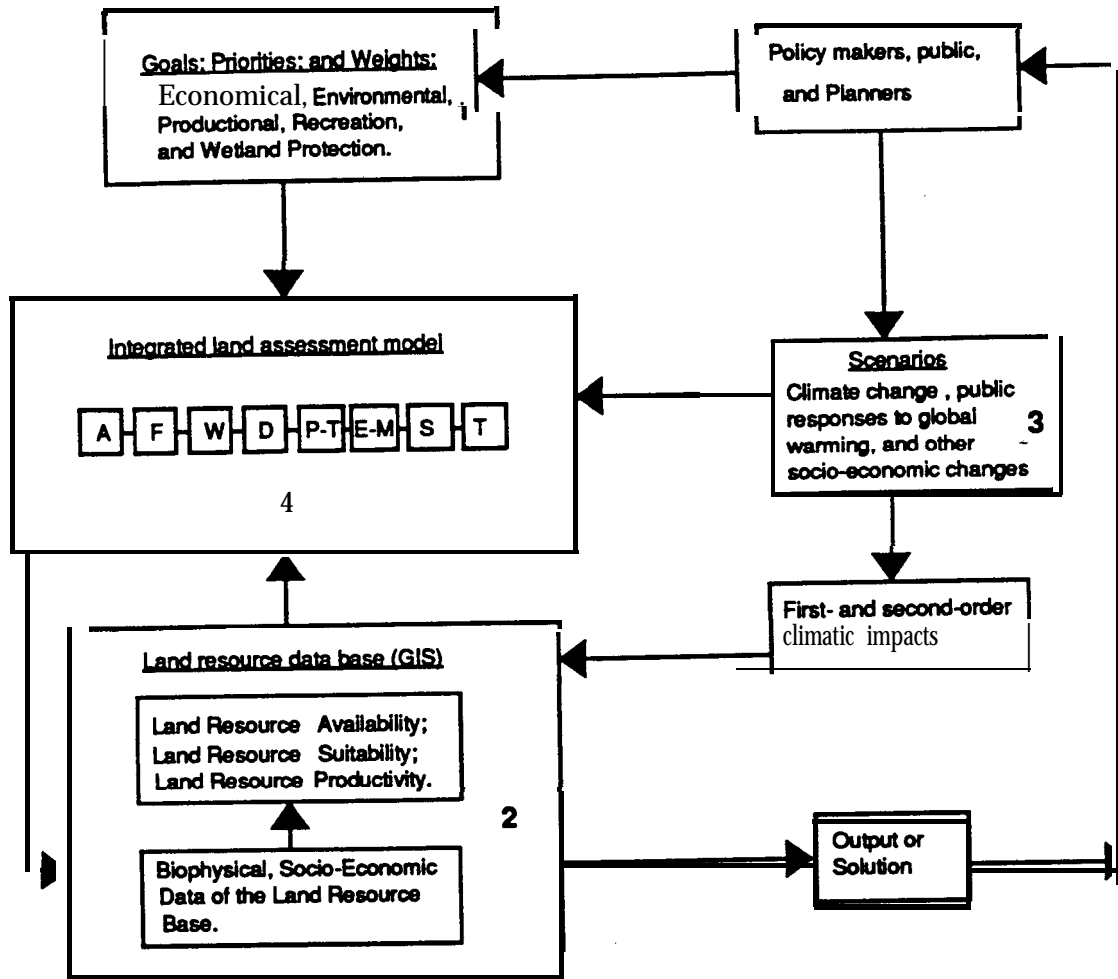 Goals: Priorities: and Weights:
Economical, Environmental,
Productional, Recreation,
and Wetland Protection.
1
Policy makers, public,
and Planners
Integrated land assessment model
A F W D P-T E-M S T
4
Scenarios
Climate change , public
responses to global
warming, and other
socio-economic changes
3
First- and second-order
climatic impacts
Land resource data base (GIS)
Land Resource Availability;
Land Resource Suitability;
Land Resource Productivity.
2
Biophysical, Socio-Economic
Data of the Land Resource
Base.
Output or
Solution